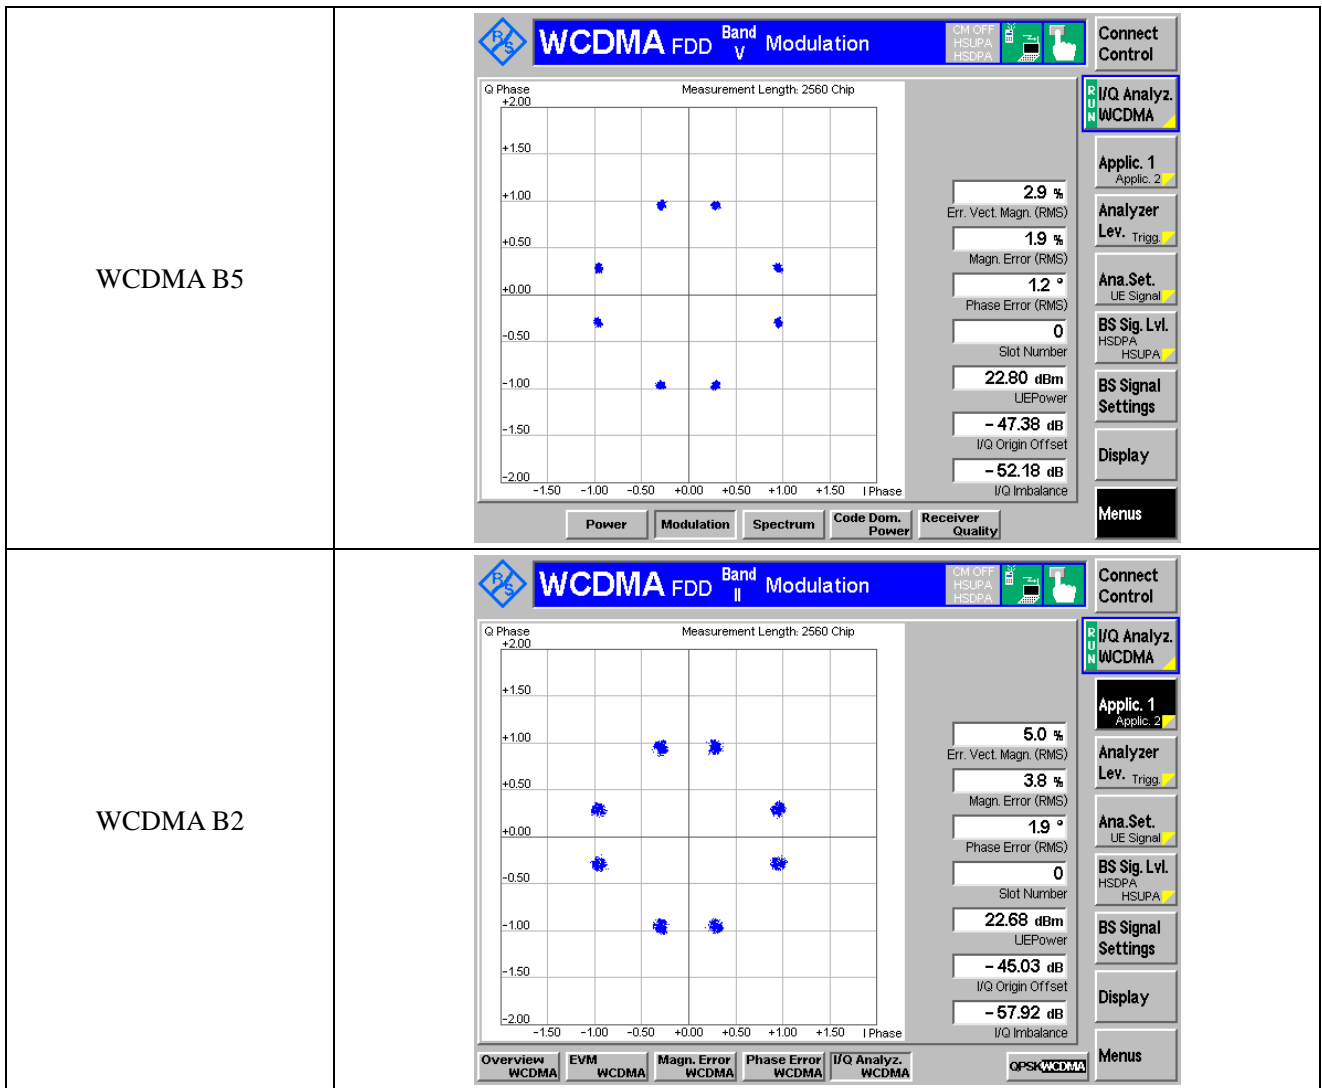 WCDMA B5
R/S
WCDMA FDD Band V Modulation
CM OFF
HSUPA
HSDPA
Connect Control
Q Phase
Measurement Length: 2560 Chip
+2.00
+1.50
+1.00
+0.50
+0.00
-0.50
-1.00
-1.50
-2.00
-1.50 -1.00 -0.50 +0.00 +0.50 +1.00 +1.50 I Phase
2.9 %
Err. Vect. Magn. (RMS)
1.9 %
Magn. Error (RMS)
1.2 °
Phase Error (RMS)
0
Slot Number
22.80 dBm
UEPower
- 47.38 dB
I/Q Origin Offset
- 52.18 dB
I/Q Imbalance
RUN
I/Q Analyz.
WCDMA
Applic. 1
Applic. 2
Analyzer
Lev. Trigg.
Ana.Set.
UE Signal
BS Sig. Lvl.
HSDPA
HSUPA
BS Signal
Settings
Display
Menus
Power
Modulation
Spectrum
Code Dom.
Power
Receiver
Quality
WCDMA B2
R/S
WCDMA FDD Band II Modulation
CM OFF
HSUPA
HSDPA
Connect
Control
Q Phase
Measurement Length: 2560 Chip
+2.00
+1.50
+1.00
+0.50
+0.00
-0.50
-1.00
-1.50
-2.00
-1.50 -1.00 -0.50 +0.00 +0.50 +1.00 +1.50 I Phase
5.0 %
Err. Vect. Magn. (RMS)
3.8 %
Magn. Error (RMS)
1.9 °
Phase Error (RMS)
0
Slot Number
22.68 dBm
UEPower
- 45.03 dB
I/Q Origin Offset
- 57.92 dB
I/Q Imbalance
RUN
I/Q Analyz.
WCDMA
Applic. 1
Applic. 2
Analyzer
Lev. Trigg.
Ana.Set.
UE Signal
BS Sig. Lvl.
HSDPA
HSUPA
BS Signal
Settings
Display
Menus
Overview
WCDMA
EVM
WCDMA
Magn. Error
WCDMA
Phase Error
WCDMA
I/Q Analyz.
WCDMA
QPSK WCDMA